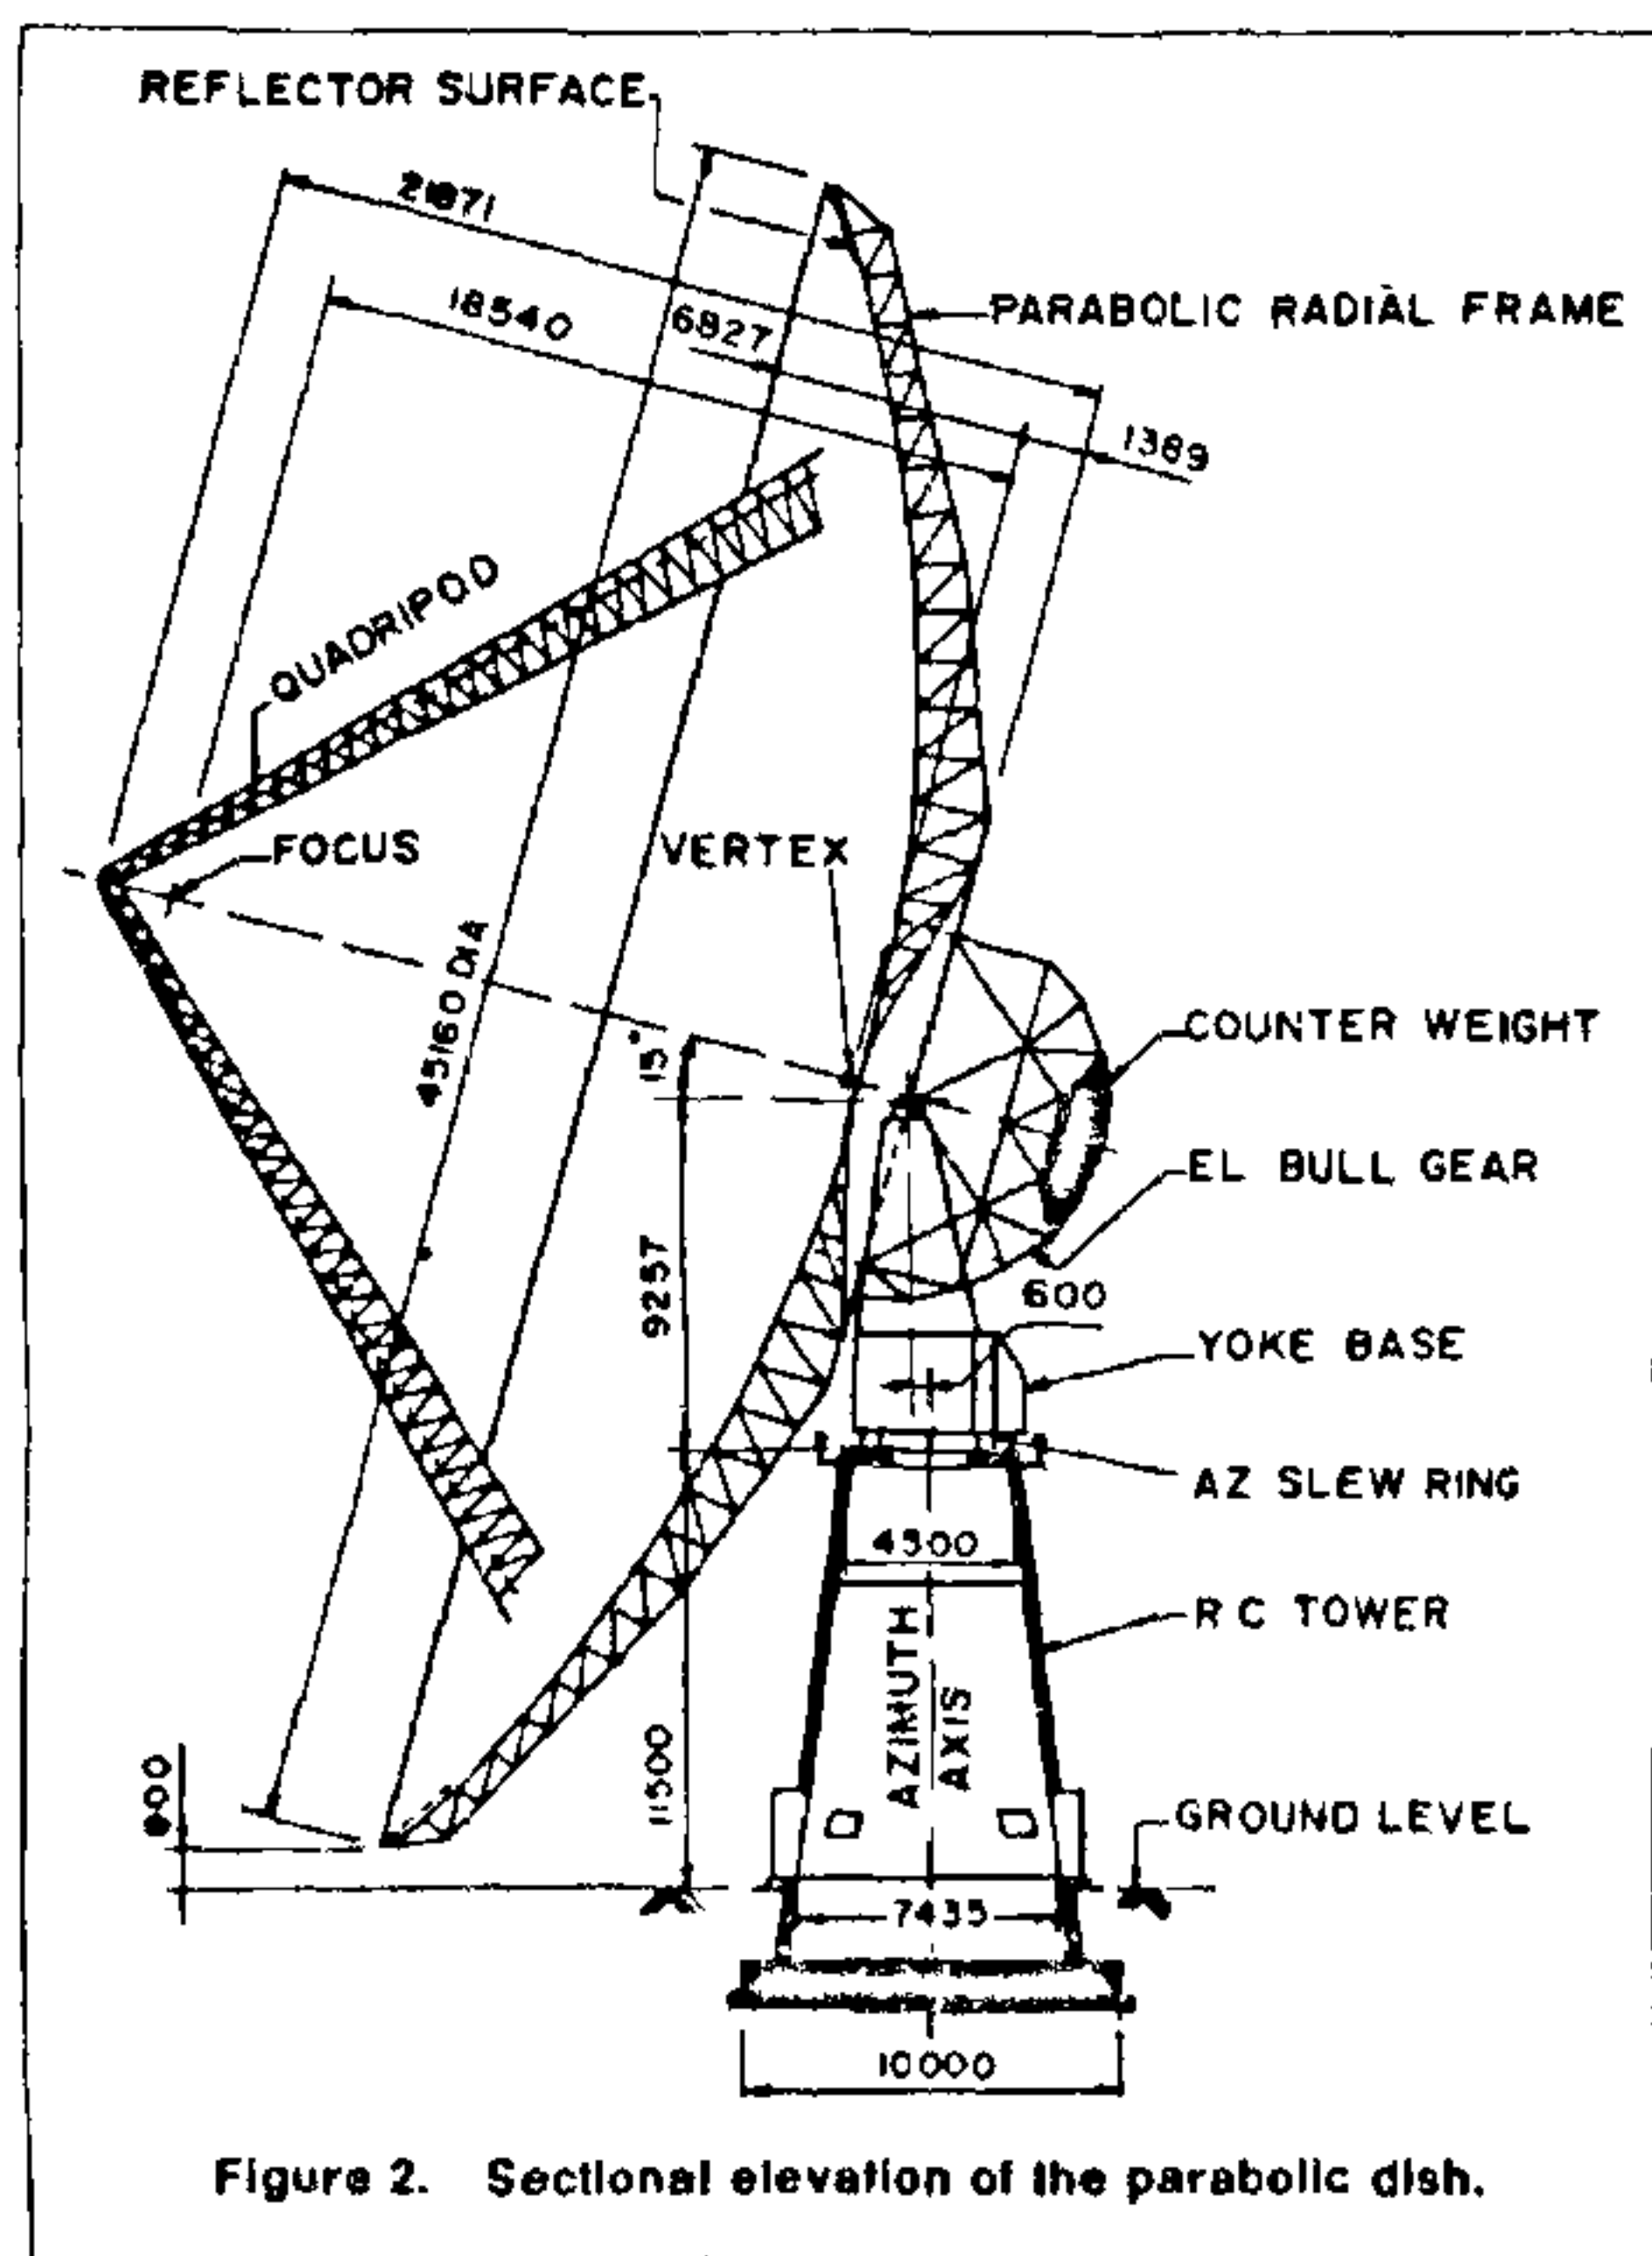 REFLECTOR SURFACE
21871
18540
6827
PARABOLIC RADIAL FRAME
1389
QUADRIPOD
FOCUS
VERTEX
45160 DIA
15°
COUNTER WEIGHT
EL BULL GEAR
9257
600
YOKE BASE
AZ SLEW RING
4500
R C TOWER
AZIMUTH
AXIS
11500
GROUND LEVEL
7435
10000
Figure 2. Sectional elevation of the parabolic dish.